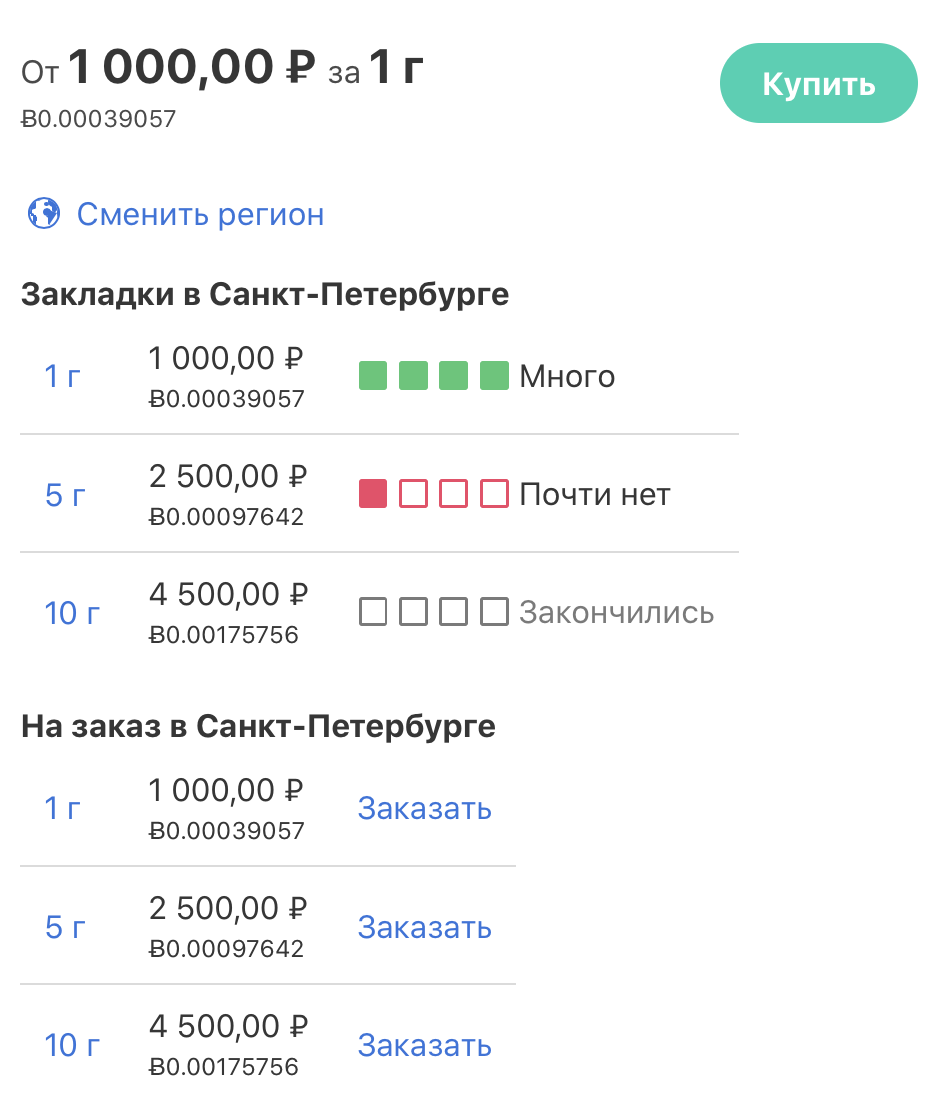 От 1 000,00 ₽ за 1 г
Ƀ0.00039057
Купить
Сменить регион
Закладки в Санкт-Петербурге
1 г
1 000,00 ₽
Ƀ0.00039057
Много
5 г
2 500,00 ₽
Ƀ0.00097642
Почти нет
10 г
4 500,00 ₽
Ƀ0.00175756
Закончились
На заказ в Санкт-Петербурге
1 г
1 000,00 ₽
Ƀ0.00039057
Заказать
5 г
2 500,00 ₽
Ƀ0.00097642
Заказать
10 г
4 500,00 ₽
Ƀ0.00175756
Заказать